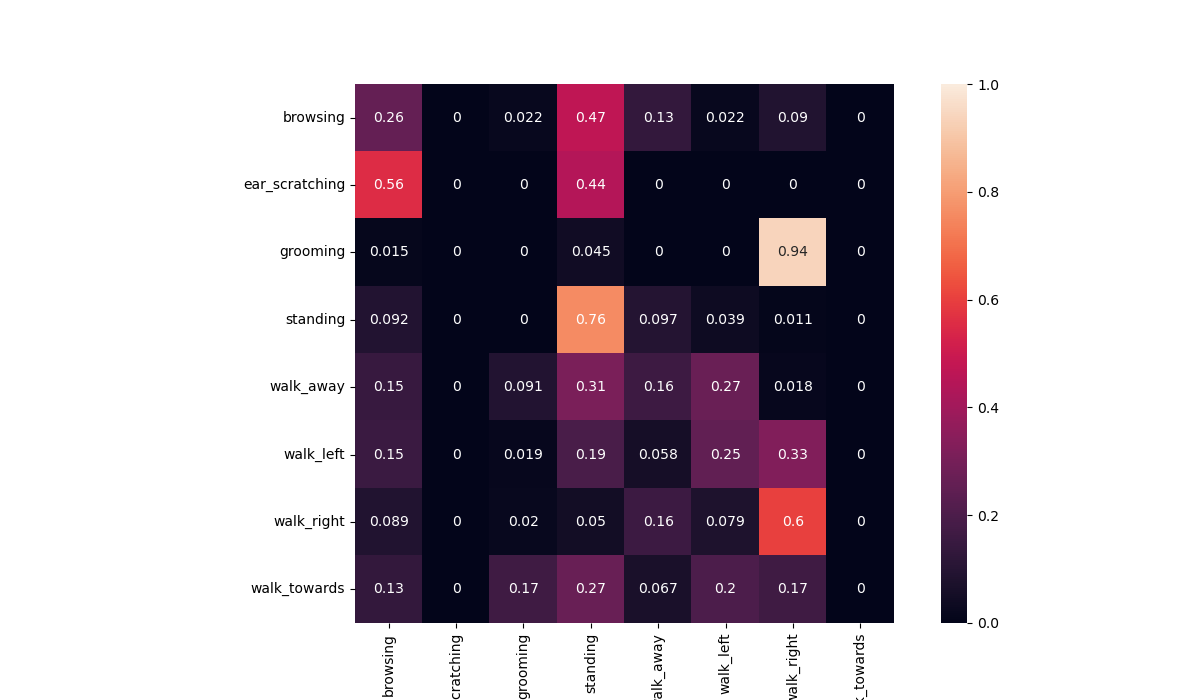 browsing 0.26 0 0.022 0.47 0.13 0.022 0.09 0
ear_scratching 0.56 0 0 0.44 0 0 0 0
grooming 0.015 0 0 0.045 0 0 0.94 0
standing 0.092 0 0 0.76 0.097 0.039 0.011 0
walk_away 0.15 0 0.091 0.31 0.16 0.27 0.018 0
walk_left 0.15 0 0.019 0.19 0.058 0.25 0.33 0
walk_right 0.089 0 0.02 0.05 0.16 0.079 0.6 0
walk_towards 0.13 0 0.17 0.27 0.067 0.2 0.17 0
browsing
cratching
grooming
standing
alk_away
walk_left
walk_right
k_towards
1.0
0.8
0.6
0.4
0.2
0.0